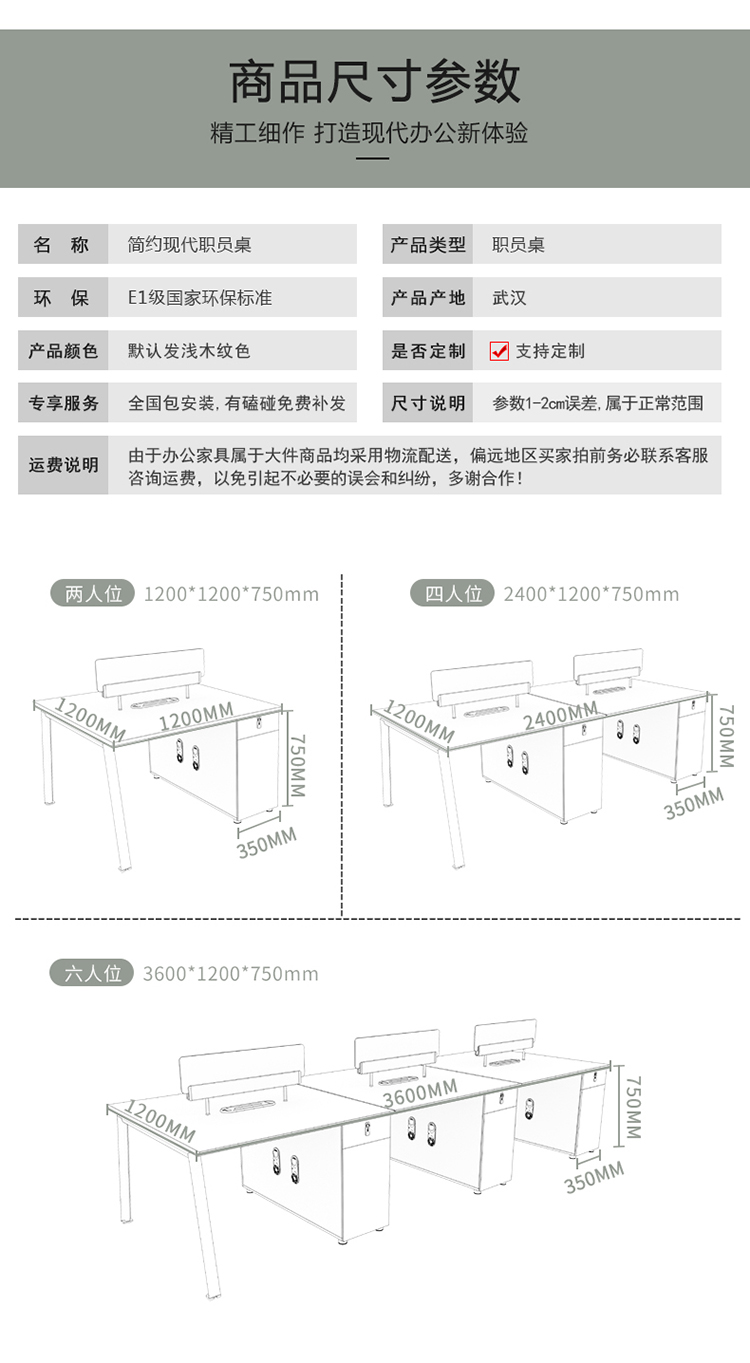 商品尺寸参数
精工细作 打造现代办公新体验
名 称 简约现代职员桌
产品类型 职员桌
环 保 E1级国家环保标准
产品产地 武汉
产品颜色 默认发浅木纹色
是否定制 支持定制
专享服务 全国包安装,有磕碰免费补发
尺寸说明 参数1-2cm误差,属于正常范围
运费说明 由于办公家具属于大件商品均采用物流配送，偏远地区买家拍前务必联系客服
咨询运费，以免引起不必要的误会和纠纷，多谢合作！
两人位 1200*1200*750mm
1200MM
1200MM
750MM
350MM
四人位 2400*1200*750mm
1200MM
2400MM
750MM
350MM
六人位 3600*1200*750mm
1200MM
3600MM
750MM
350MM